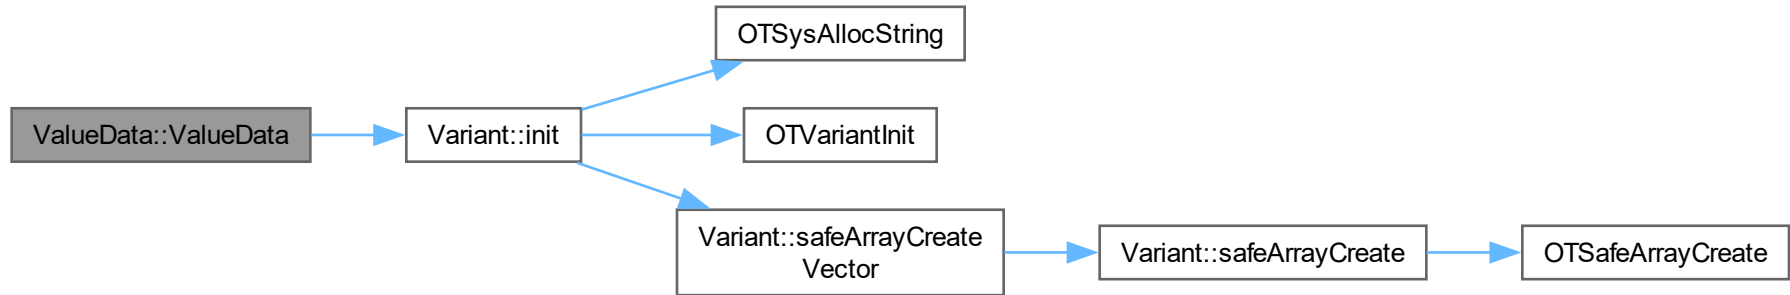 OTSysAllocString
ValueData::ValueData
Variant::init
OTVariantInit
Variant::safeArrayCreate
Vector
Variant::safeArrayCreate
OTSafeArrayCreate